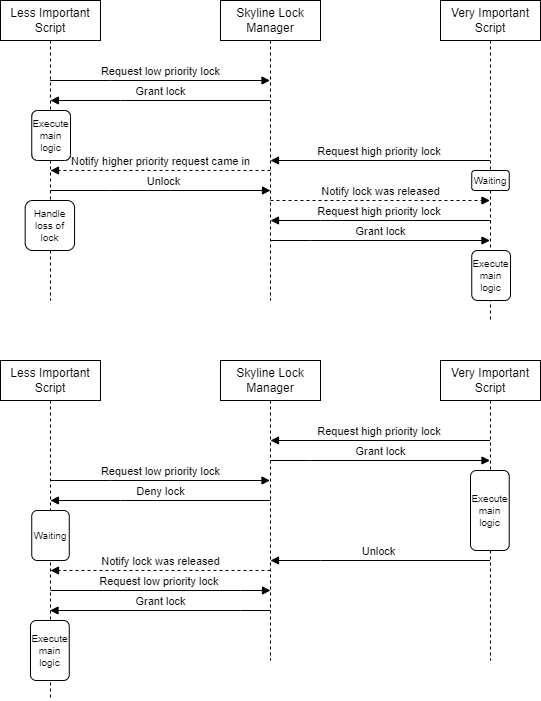 Less Important
Script
Skyline Lock
Manager
Very Important
Script
Request low priority lock
Grant lock
Execute
main
logic
Request high priority lock
Notify higher priority request came in
Waiting
Unlock
Notify lock was released
Handle
loss of
lock
Request high priority lock
Grant lock
Execute
main
logic
Less Important
Script
Skyline Lock
Manager
Very Important
Script
Request high priority lock
Grant lock
Request low priority lock
Deny lock
Execute
main
logic
Waiting
Unlock
Notify lock was released
Request low priority lock
Grant lock
Execute
main
logic